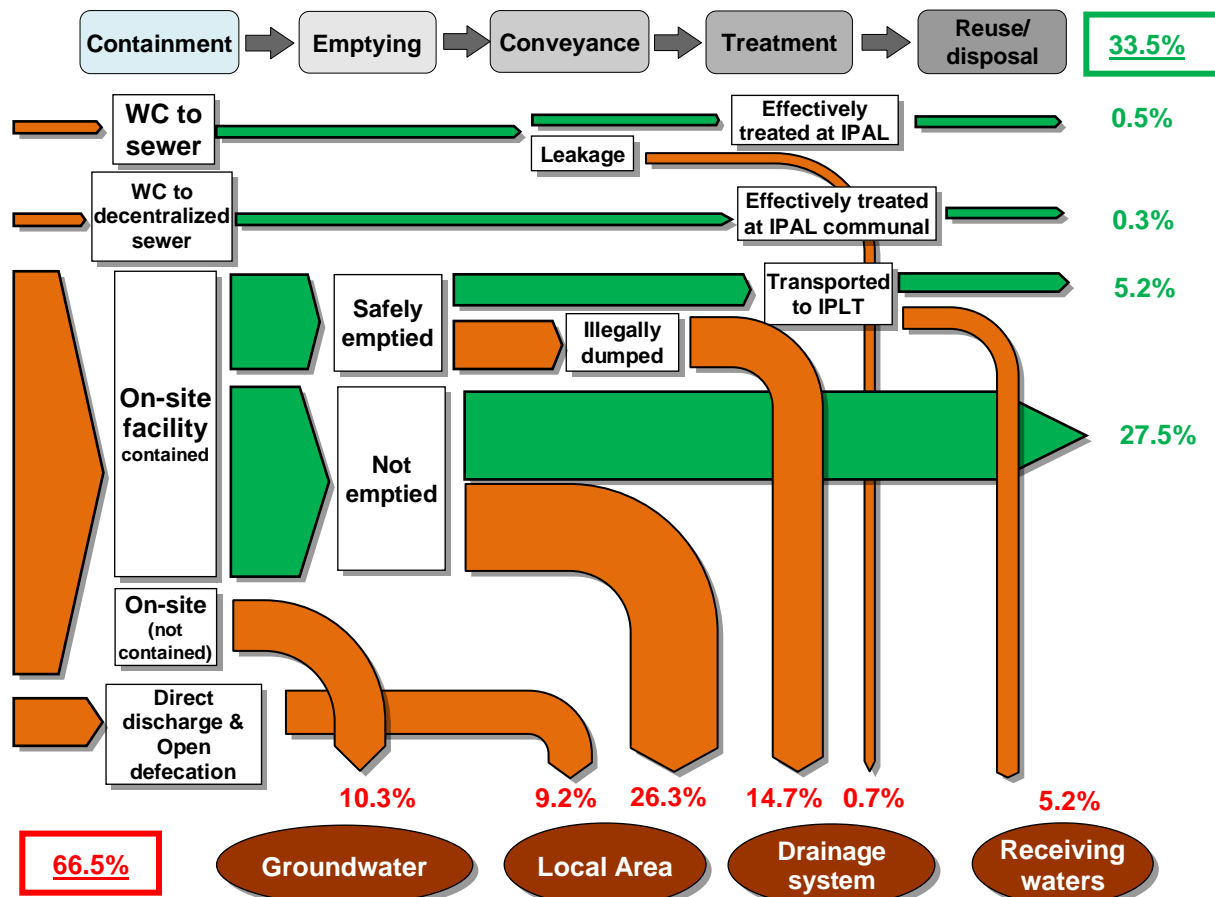 Containment
Emptying
Conveyance
Treatment
Reuse/
disposal
33.5%
WC to
sewer
Effectively
treated at IPAL
0.5%
Leakage
WC to
decentralized
sewer
Effectively treated
at IPAL communal
0.3%
Safely
emptied
Transported
to IPLT
5.2%
Illegally
dumped
On-site
facility
contained
Not
emptied
27.5%
On-site
(not
contained)
Direct
discharge &
Open
defecation
10.3%
9.2%
26.3%
14.7%
0.7%
5.2%
66.5%
Groundwater
Local Area
Drainage
system
Receiving
waters